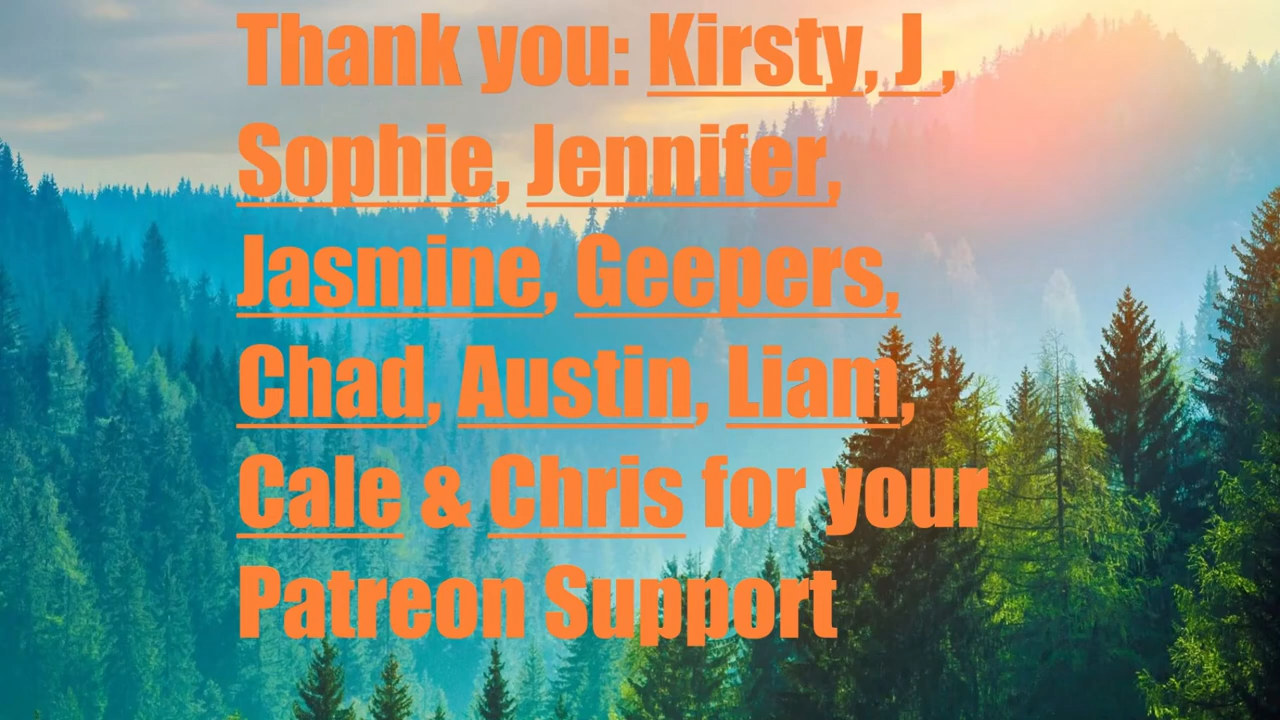 Thank you: Kirsty, J ,
Sophie, Jennifer,
Jasmine, Geepers,
Chad, Austin, Liam,
Cale & Chris for your
Patreon Support